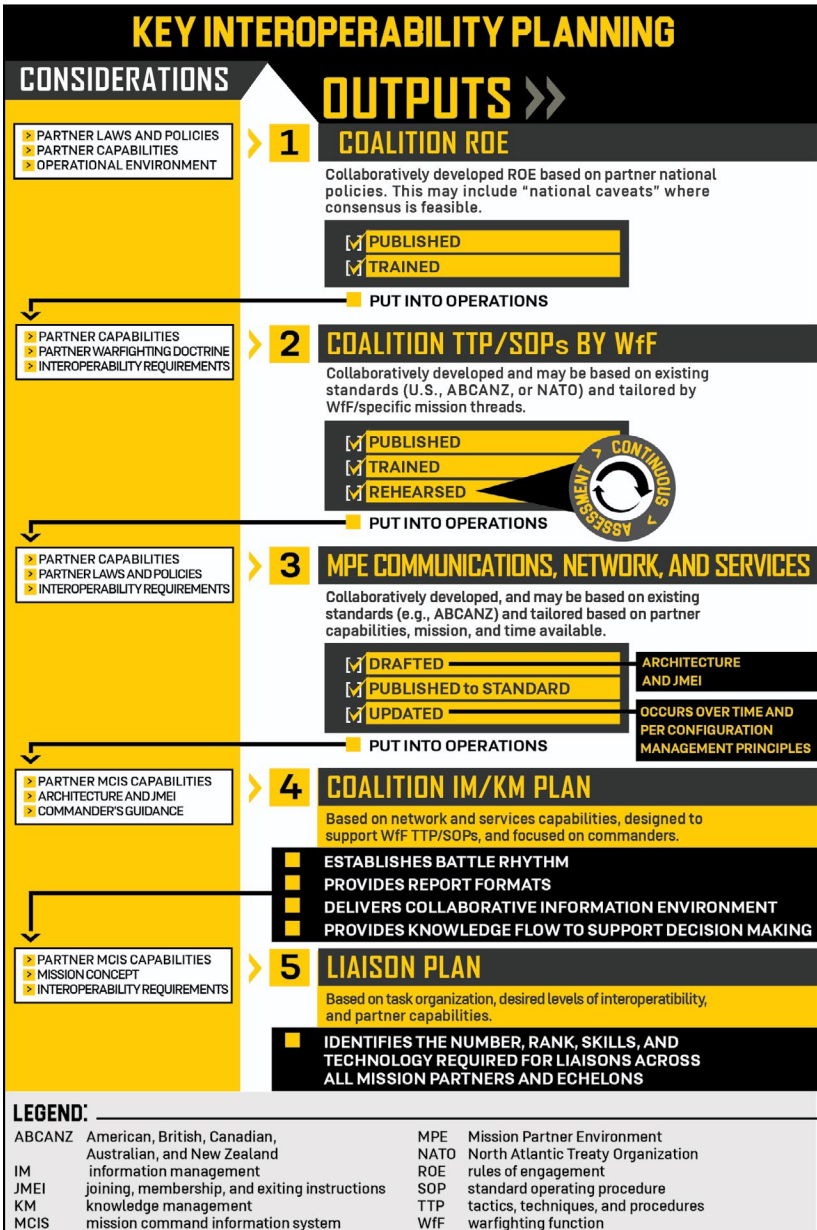 KEY INTEROPERABILITY PLANNING
CONSIDERATIONS
OUTPUTS
PARTNER LAWS AND POLICIES
PARTNER CAPABILITIES
OPERATIONAL ENVIRONMENT
1 COALITION ROE
Collaboratively developed ROE based on partner national
policies. This may include “national caveats” where
consensus is feasible.
PUBLISHED
TRAINED
PUT INTO OPERATIONS
PARTNER CAPABILITIES
PARTNER WARFIGHTING DOCTRINE
INTEROPERABILITY REQUIREMENTS
2 COALITION TTP/SOPs BY WfF
Collaboratively developed and may be based on existing
standards (U.S., ABCANZ, or NATO) and tailored by
WfF/specific mission threads.
PUBLISHED
TRAINED
REHEARSED
CONTINUOUS
ASSESSMENT
PUT INTO OPERATIONS
PARTNER CAPABILITIES
PARTNER LAWS AND POLICIES
INTEROPERABILITY REQUIREMENTS
3 MPE COMMUNICATIONS, NETWORK, AND SERVICES
Collaboratively developed, and may be based on existing
standards (e.g., ABCANZ) and tailored based on partner
capabilities, mission, and time available.
DRAFTED
ARCHITECTURE
AND JMEI
PUBLISHED to STANDARD
UPDATED
OCCURS OVER TIME AND
PER CONFIGURATION
MANAGEMENT PRINCIPLES
PUT INTO OPERATIONS
PARTNER MCIS CAPABILITIES
ARCHITECTURE AND JMEI
COMMANDER'S GUIDANCE
4 COALITION IM/KM PLAN
Based on network and services capabilities, designed to
support WfF TTP/SOPs, and focused on commanders.
ESTABLISHES BATTLE RHYTHM
PROVIDES REPORT FORMATS
DELIVERS COLLABORATIVE INFORMATION ENVIRONMENT
PROVIDES KNOWLEDGE FLOW TO SUPPORT DECISION MAKING
PARTNER MCIS CAPABILITIES
MISSION CONCEPT
INTEROPERABILITY REQUIREMENTS
5 LIAISON PLAN
Based on task organization, desired levels of interoperatibility,
and partner capabilities.
IDENTIFIES THE NUMBER, RANK, SKILLS, AND
TECHNOLOGY REQUIRED FOR LIAISONS ACROSS
ALL MISSION PARTNERS AND ECHELONS
LEGEND:
ABCANZ American, British, Canadian,
Australian, and New Zealand
IM information management
JMEI joining, membership, and exiting instructions
KM knowledge management
MCIS mission command information system
MPE Mission Partner Environment
NATO North Atlantic Treaty Organization
ROE rules of engagement
SOP standard operating procedure
TTP tactics, techniques, and procedures
WfF warfighting function